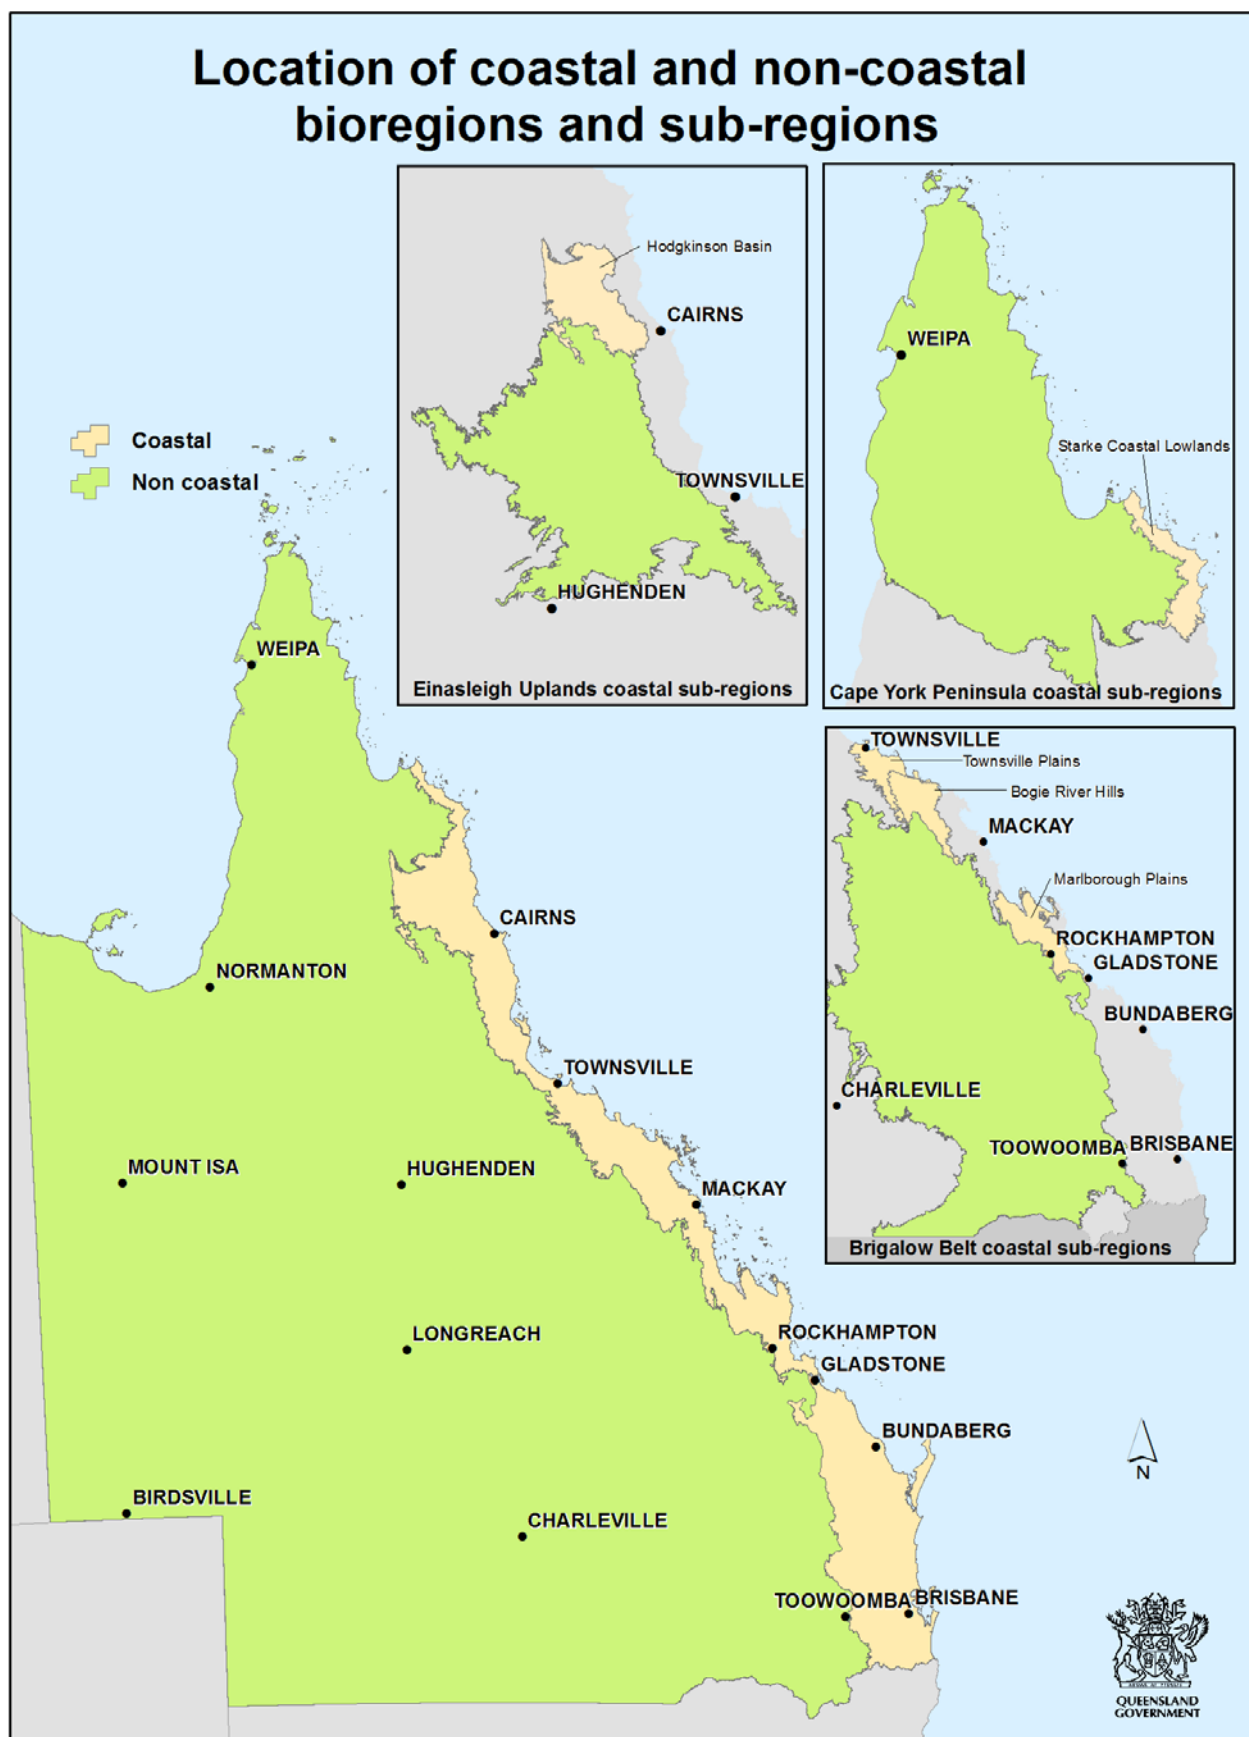 Location of coastal and non-coastal
bioregions and sub-regions
Hodgkinson Basin
CAIRNS
TOWNSVILLE
HUGHENDEN
Einasleigh Uplands coastal sub-regions
WEIPA
Starke Coastal Lowlands
Cape York Peninsula coastal sub-regions
TOWNSVILLE
Townsville Plains
Bogie River Hills
MACKAY
Marlborough Plains
ROCKHAMPTON
GLADSTONE
BUNDABERG
CHARLEVILLE
TOOWOOMBA
BRISBANE
Brigalow Belt coastal sub-regions
Coastal
Non coastal
WEIPA
CAIRNS
NORMANTON
TOWNSVILLE
MOUNT ISA
HUGHENDEN
MACKAY
LONGREACH
ROCKHAMPTON
GLADSTONE
BUNDABERG
BIRDSVILLE
CHARLEVILLE
TOOWOOMBA
BRISBANE
N
QUEENSLAND
GOVERNMENT